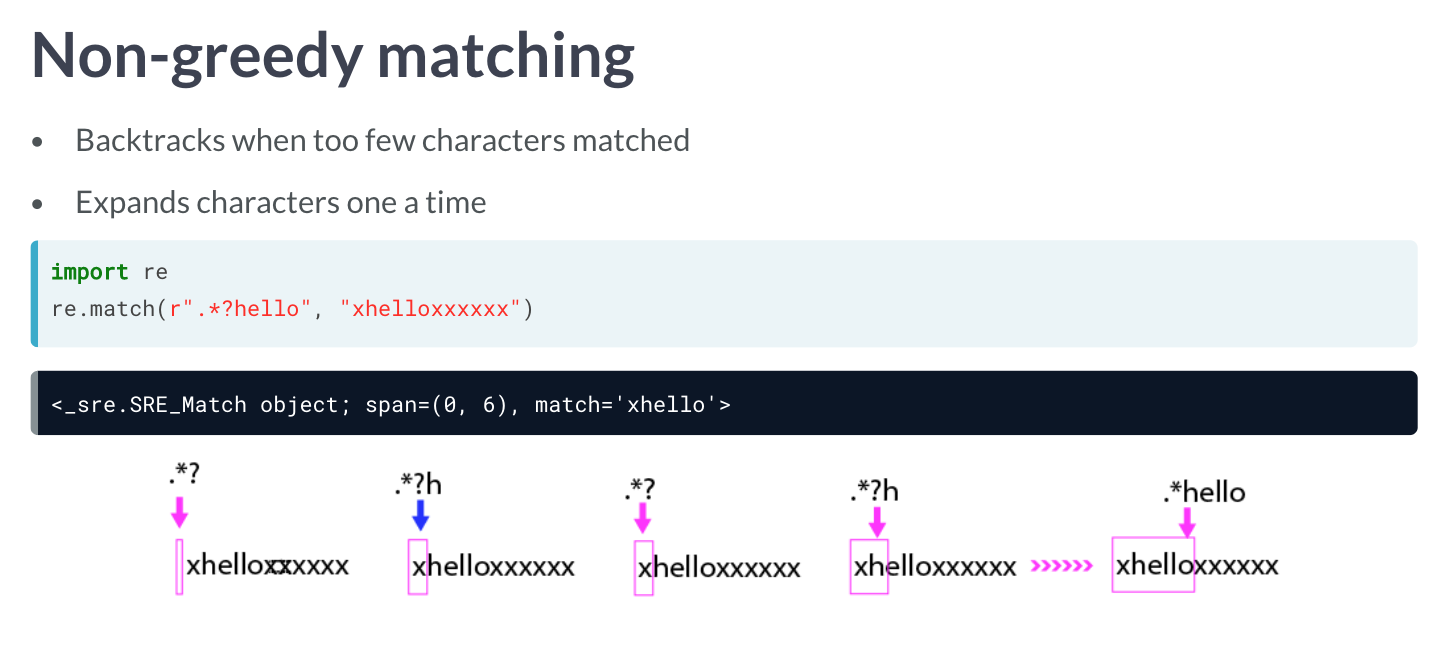 Non-greedy matching
• Backtracks when too few characters matched
• Expands characters one a time
import re
re.match(r".*?hello", "xhelloxxxxxx")
<_sre.SRE_Match object; span=(0, 6), match='xhello'>
.*? .*?h .*? .*?h .*hello
xhelloxxxxxx xhelloxxxxxx xhelloxxxxxx xhelloxxxxxx »»»» xhelloxxxxxx